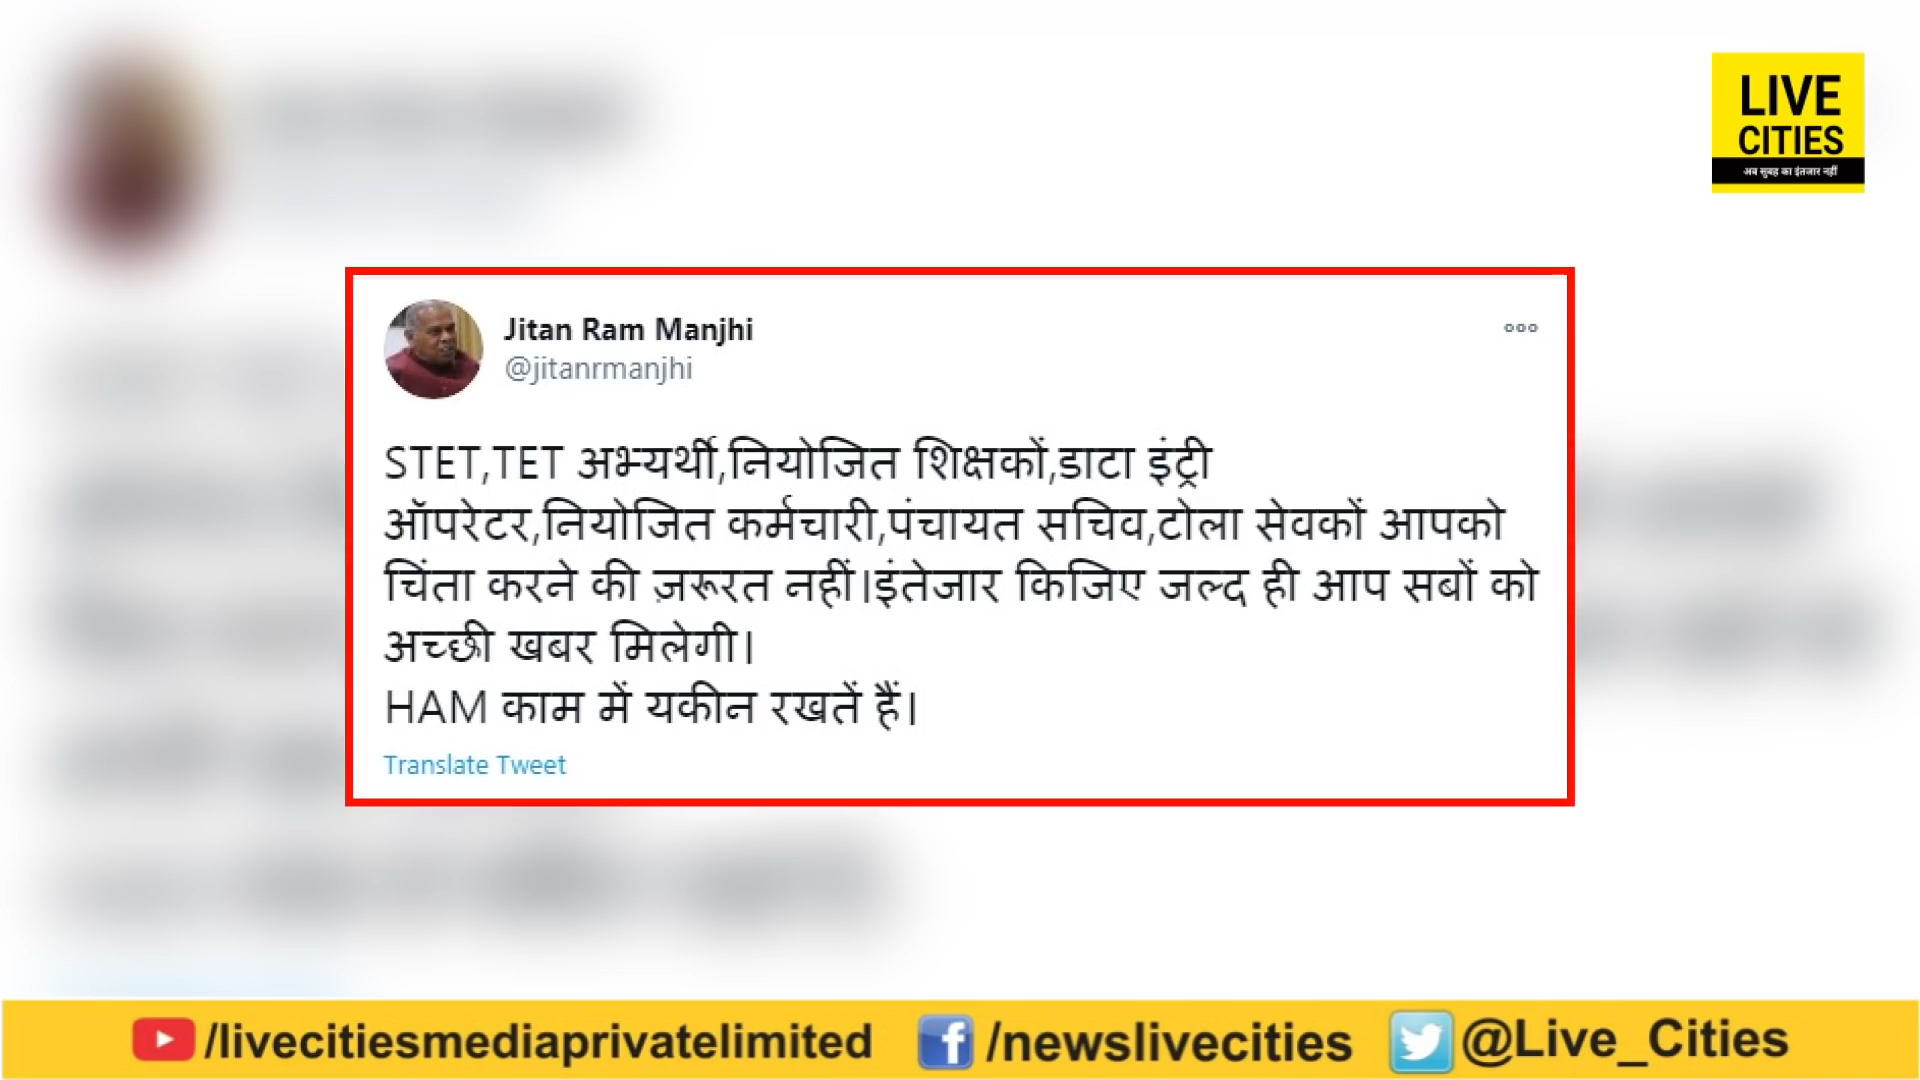 LIVE
CITIES
अब सुबह का इंतजार नहीं
Jitan Ram Manjhi
@jitanrmanjhi
STET,TET अभ्यर्थी,नियोजित शिक्षकों,डाटा इंट्री
ऑपरेटर,नियोजित कर्मचारी,पंचायत सचिव,टोला सेवकों आपको
चिंता करने की ज़रूरत नहीं।इंतेजार किजिए जल्द ही आप सबों को
अच्छी खबर मिलेगी।
HAM काम में यकीन रखतें हैं।
Translate Tweet
/livecitiesmediaprivatelimited /newslivecities @Live_Cities